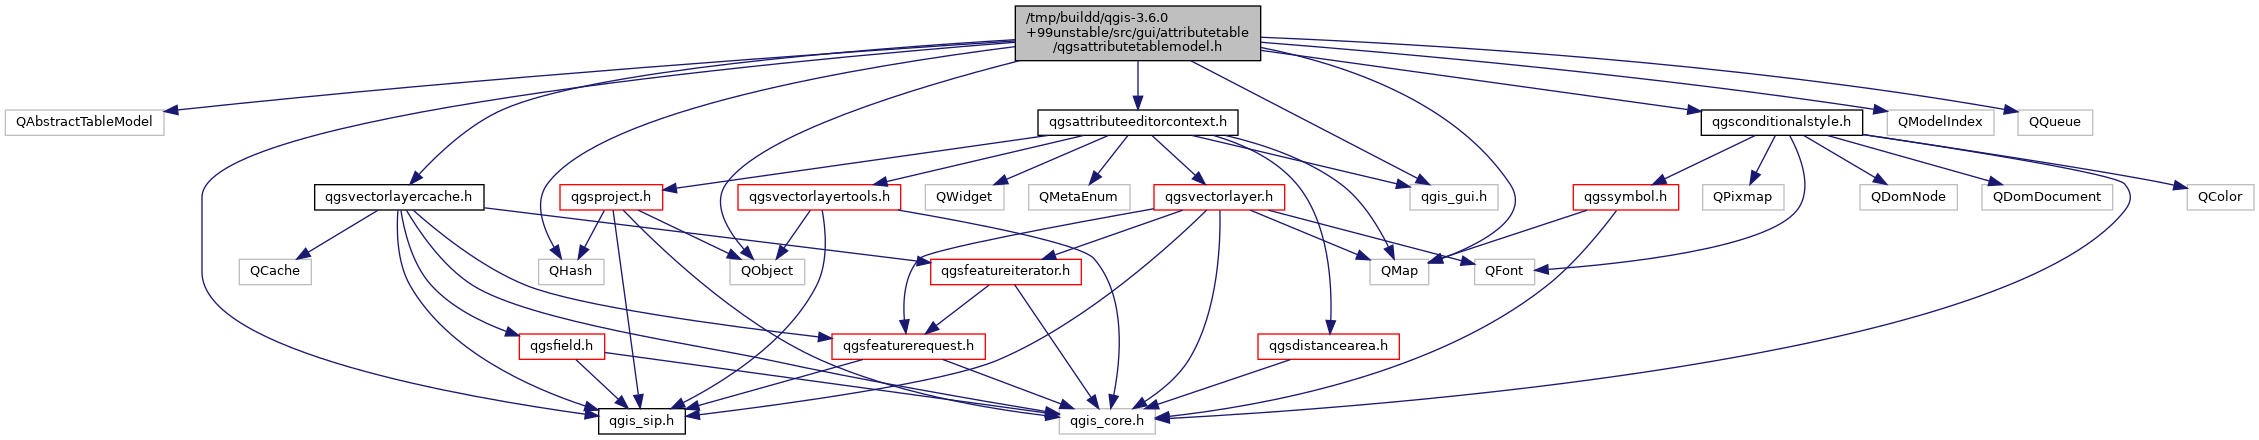 /tmp/buildd/qgis-3.6.0
+99unstable/src/gui/attributetable
/qgsattributetablemodel.h
QAbstractTableModel
qgsattributeeditorcontext.h
qgsconditionalstyle.h
QModelIndex
QQueue
qgsvectorlayercache.h
qgsproject.h
qgsvectorlayertools.h
QWidget
QMetaEnum
qgsvectorlayer.h
qgis_gui.h
qgssymbol.h
QPixmap
QDomNode
QDomDocument
QColor
QCache
QHash
QObject
qgsfeatureiterator.h
QMap
QFont
qgsfield.h
qgsfeaturerequest.h
qgsdistancearea.h
qgis_sip.h
qgis_core.h